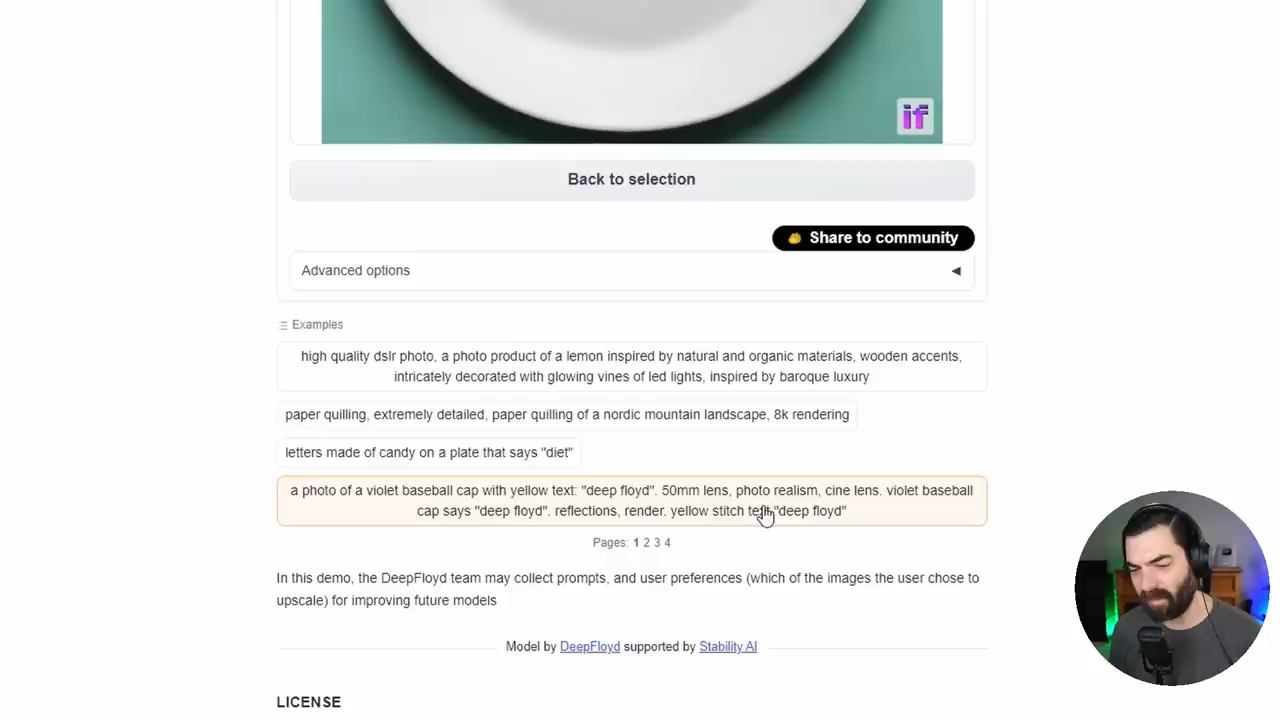 if
Back to selection
Share to community
Advanced options
Examples
high quality dslr photo, a photo product of a lemon inspired by natural and organic materials, wooden accents,
intricately decorated with glowing vines of led lights, inspired by baroque luxury
paper quilling, extremely detailed, paper quilling of a nordic mountain landscape, 8k rendering
letters made of candy on a plate that says "diet"
a photo of a violet baseball cap with yellow text: "deep floyd". 50mm lens, photo realism, cine lens. violet baseball
cap says "deep floyd". reflections, render. yellow stitch "deep floyd"
Pages: 1 2 3 4
In this demo, the DeepFloyd team may collect prompts, and user preferences (which of the images the user chose to
upscale) for improving future models
Model by DeepFloyd supported by Stability AI
LICENSE